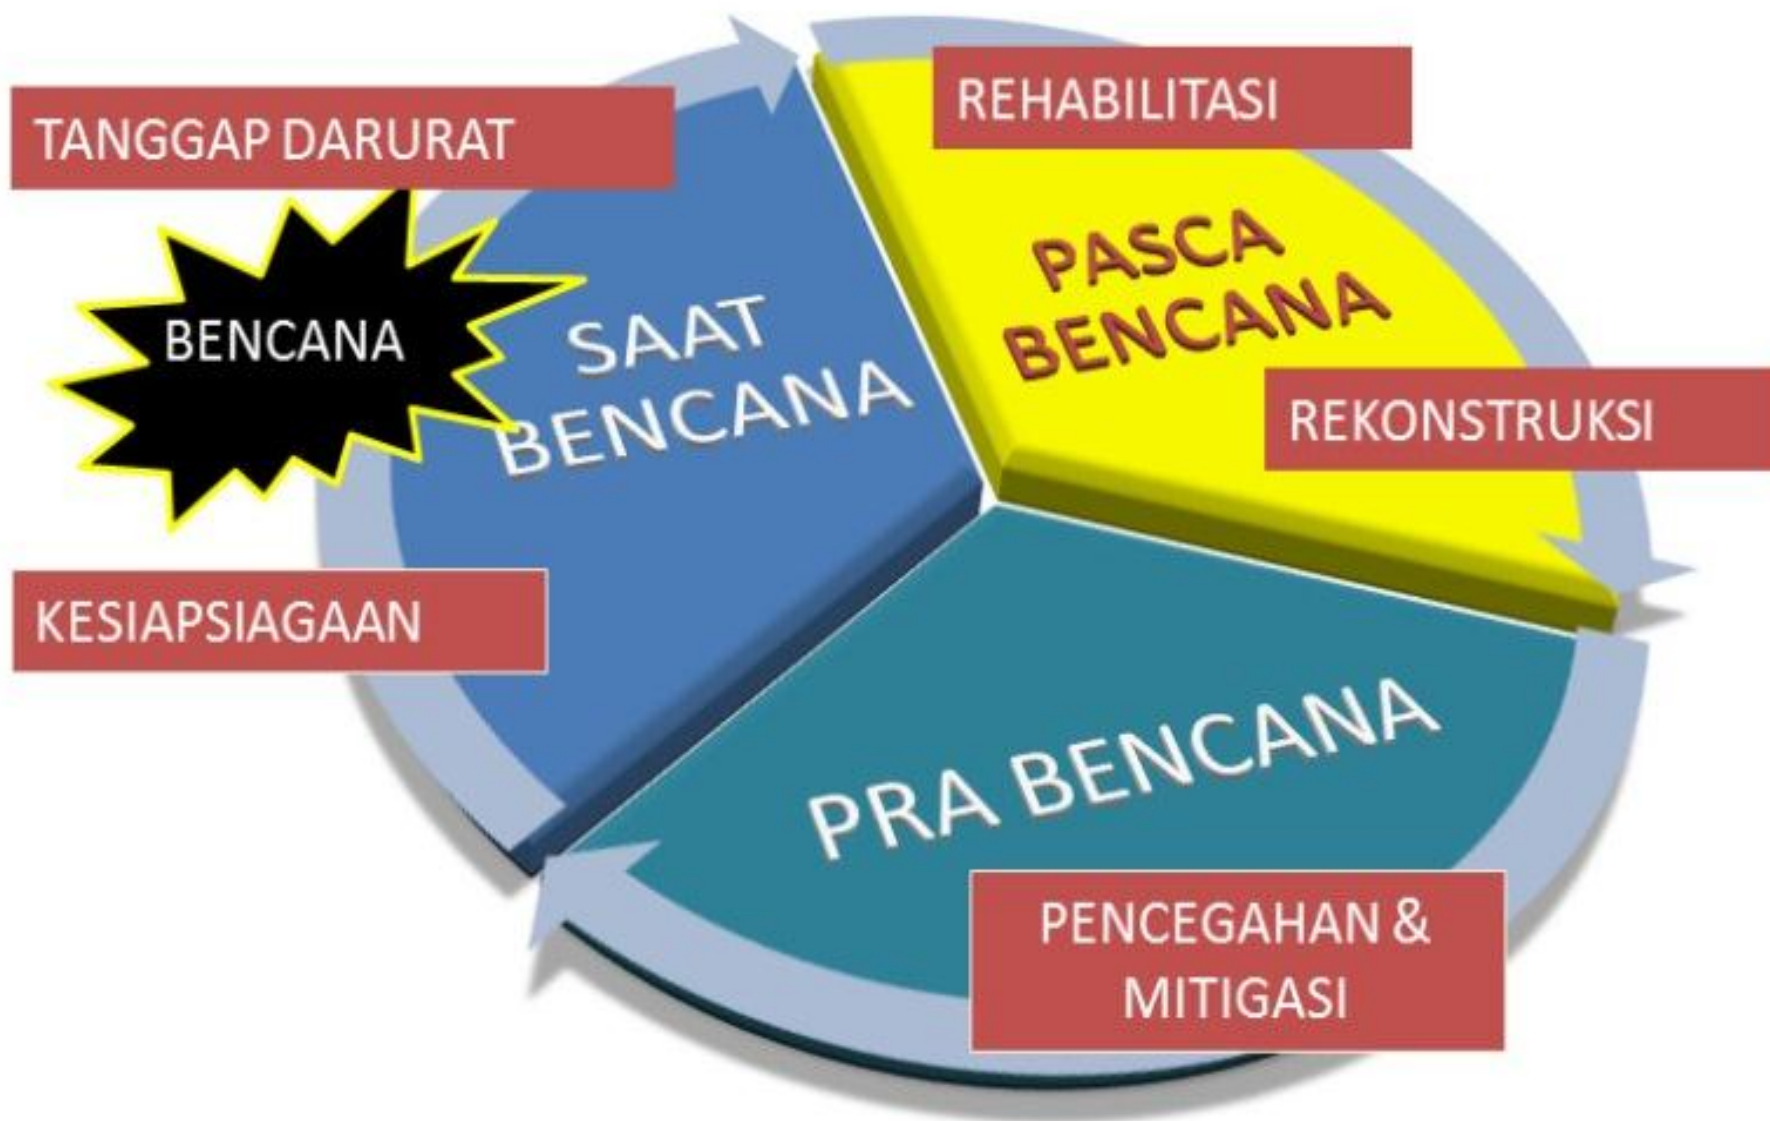 TANGGAP DARURAT
BENCANA
KESIAPSIAGAAN
SAAT
BENCANA
REHABILITASI
PASCA
BENCANA
REKONSTRUKSI
PRA BENCANA
PENCEGAHAN &
MITIGASI